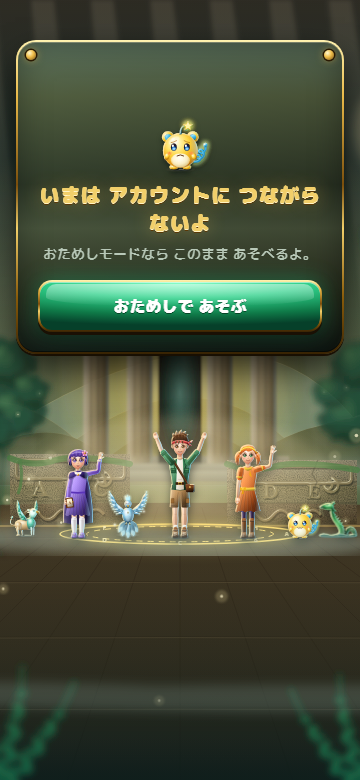 いまは アカウントに つながら
ないよ
おためしモードなら このまま あそべるよ。
おためしで あそぶ